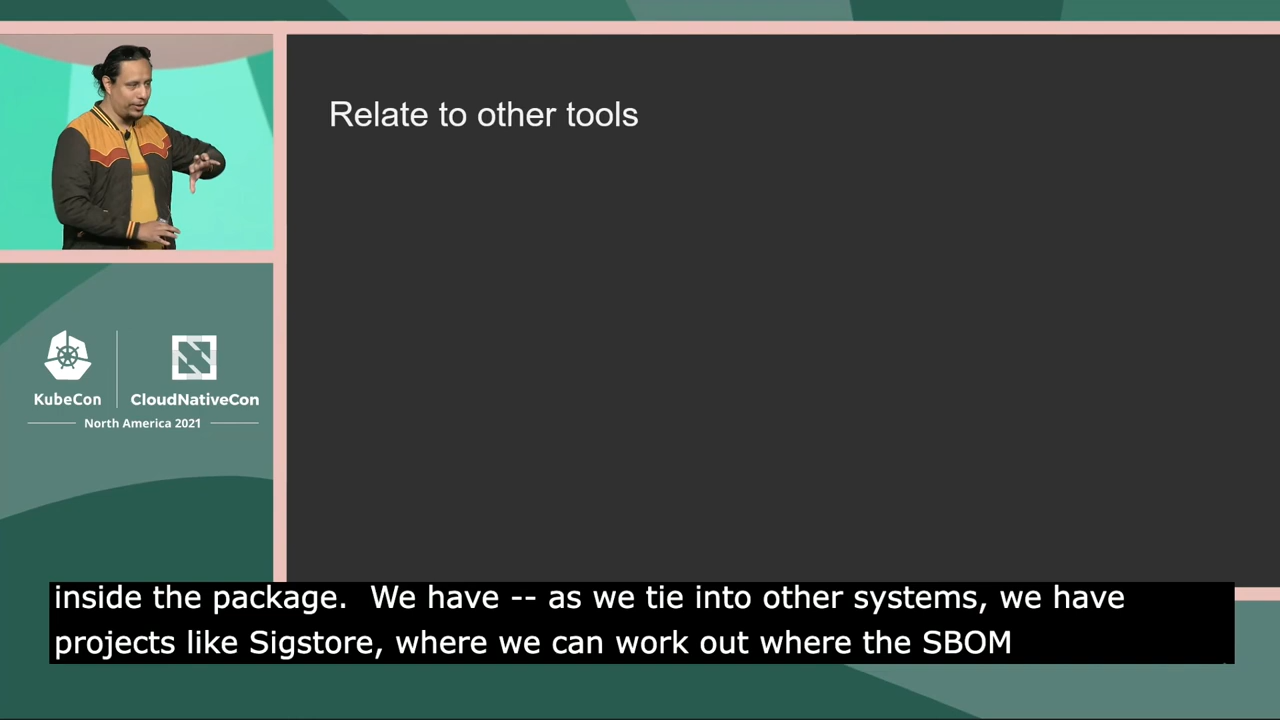 Relate to other tools
KubeCon
CloudNativeCon
North America 2021
inside the package.  We have -- as we tie into other systems, we have
projects like Sigstore, where we can work out where the SBOM